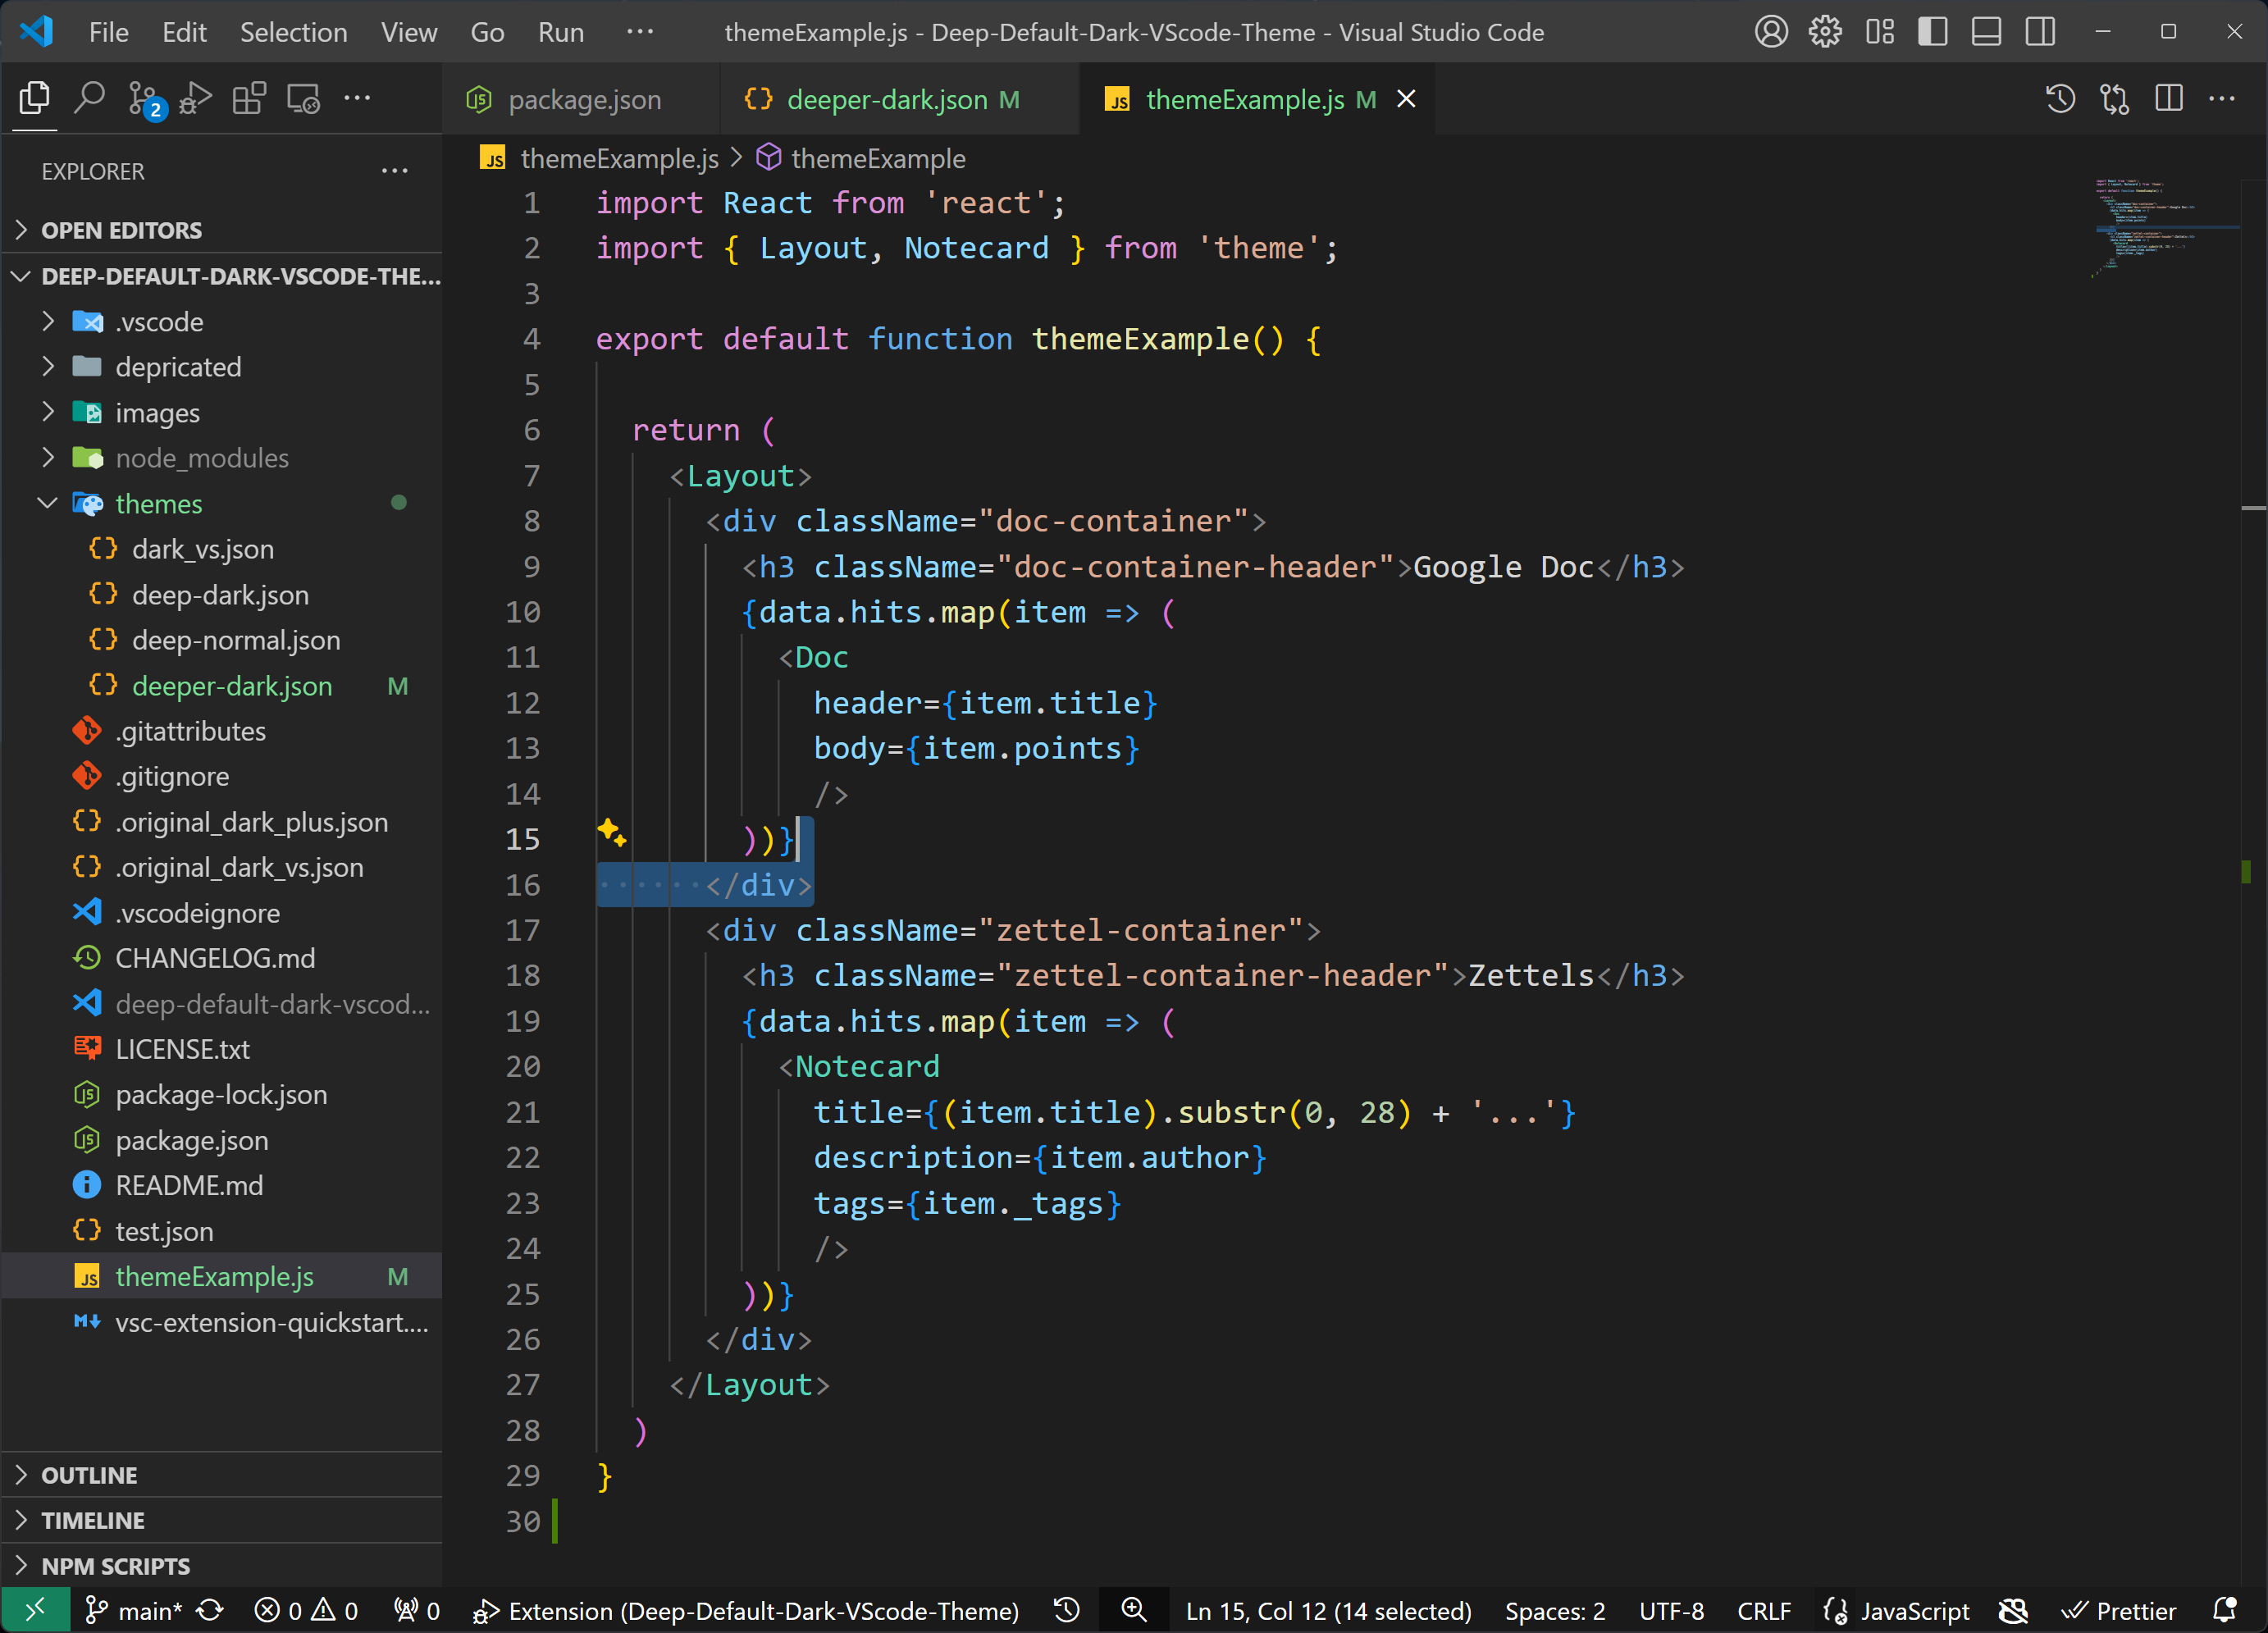 File Edit Selection View Go Run ··· themeExample.js - Deep-Default-Dark-VScode-Theme - Visual Studio Code
2
package.json
deeper-dark.json M
themeExample.js M
EXPLORER
OPEN EDITORS
DEEP-DEFAULT-DARK-VSCODE-THE...
.vscode
depricated
images
node_modules
themes
dark_vs.json
deep-dark.json
deep-normal.json
deeper-dark.json M
.gitattributes
.gitignore
.original_dark_plus.json
.original_dark_vs.json
.vscodeignore
CHANGELOG.md
deep-default-dark-vscod...
LICENSE.txt
package-lock.json
package.json
README.md
test.json
themeExample.js M
vsc-extension-quickstart....
OUTLINE
TIMELINE
NPM SCRIPTS
themeExample.js > themeExample
1 import React from 'react';
2 import { Layout, Notecard } from 'theme';
3
4 export default function themeExample() {
5
6   return (
7     <Layout>
8       <div className="doc-container">
9         <h3 className="doc-container-header">Google Doc</h3>
10         {data.hits.map(item => (
11           <Doc
12             header={item.title}
13             body={item.points}
14             />
15         ))}
16 ······</div>
17       <div className="zettel-container">
18         <h3 className="zettel-container-header">Zettels</h3>
19         {data.hits.map(item => (
20           <Notecard
21             title={(item.title).substr(0, 28) + '...'}
22             description={item.author}
23             tags={item._tags}
24             />
25         ))}
26       </div>
27     </Layout>
28   )
29 }
30
main* 0 0 0 Extension (Deep-Default-Dark-VScode-Theme) Ln 15, Col 12 (14 selected) Spaces: 2 UTF-8 CRLF JavaScript Prettier